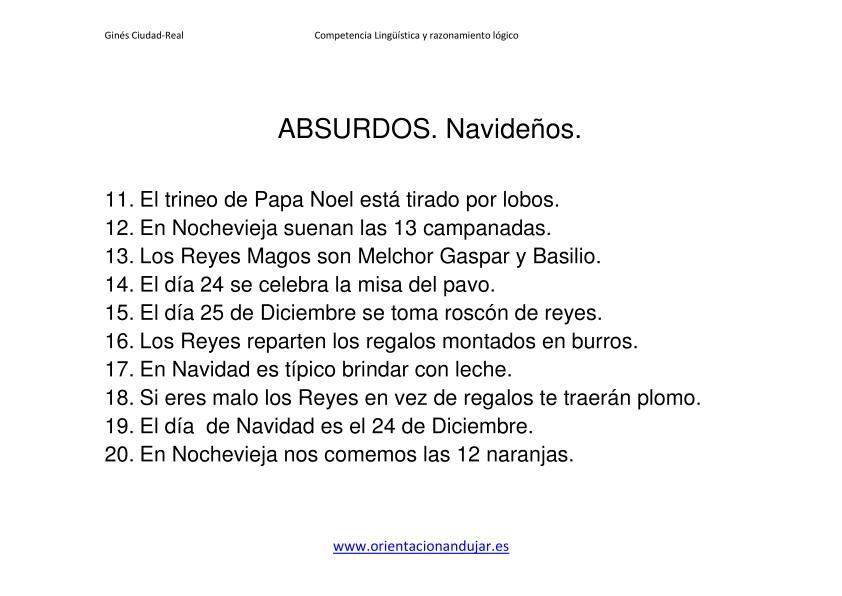 Ginés Ciudad-Real Competencia Lingüística y razonamiento lógico
ABSURDOS. Navideños.
11. El trineo de Papa Noel está tirado por lobos.
12. En Nochevieja suenan las 13 campanadas.
13. Los Reyes Magos son Melchor Gaspar y Basilio.
14. El día 24 se celebra la misa del pavo.
15. El día 25 de Diciembre se toma roscón de reyes.
16. Los Reyes reparten los regalos montados en burros.
17. En Navidad es típico brindar con leche.
18. Si eres malo los Reyes en vez de regalos te traerán plomo.
19. El día  de Navidad es el 24 de Diciembre.
20. En Nochevieja nos comemos las 12 naranjas.
www.orientacionandujar.es